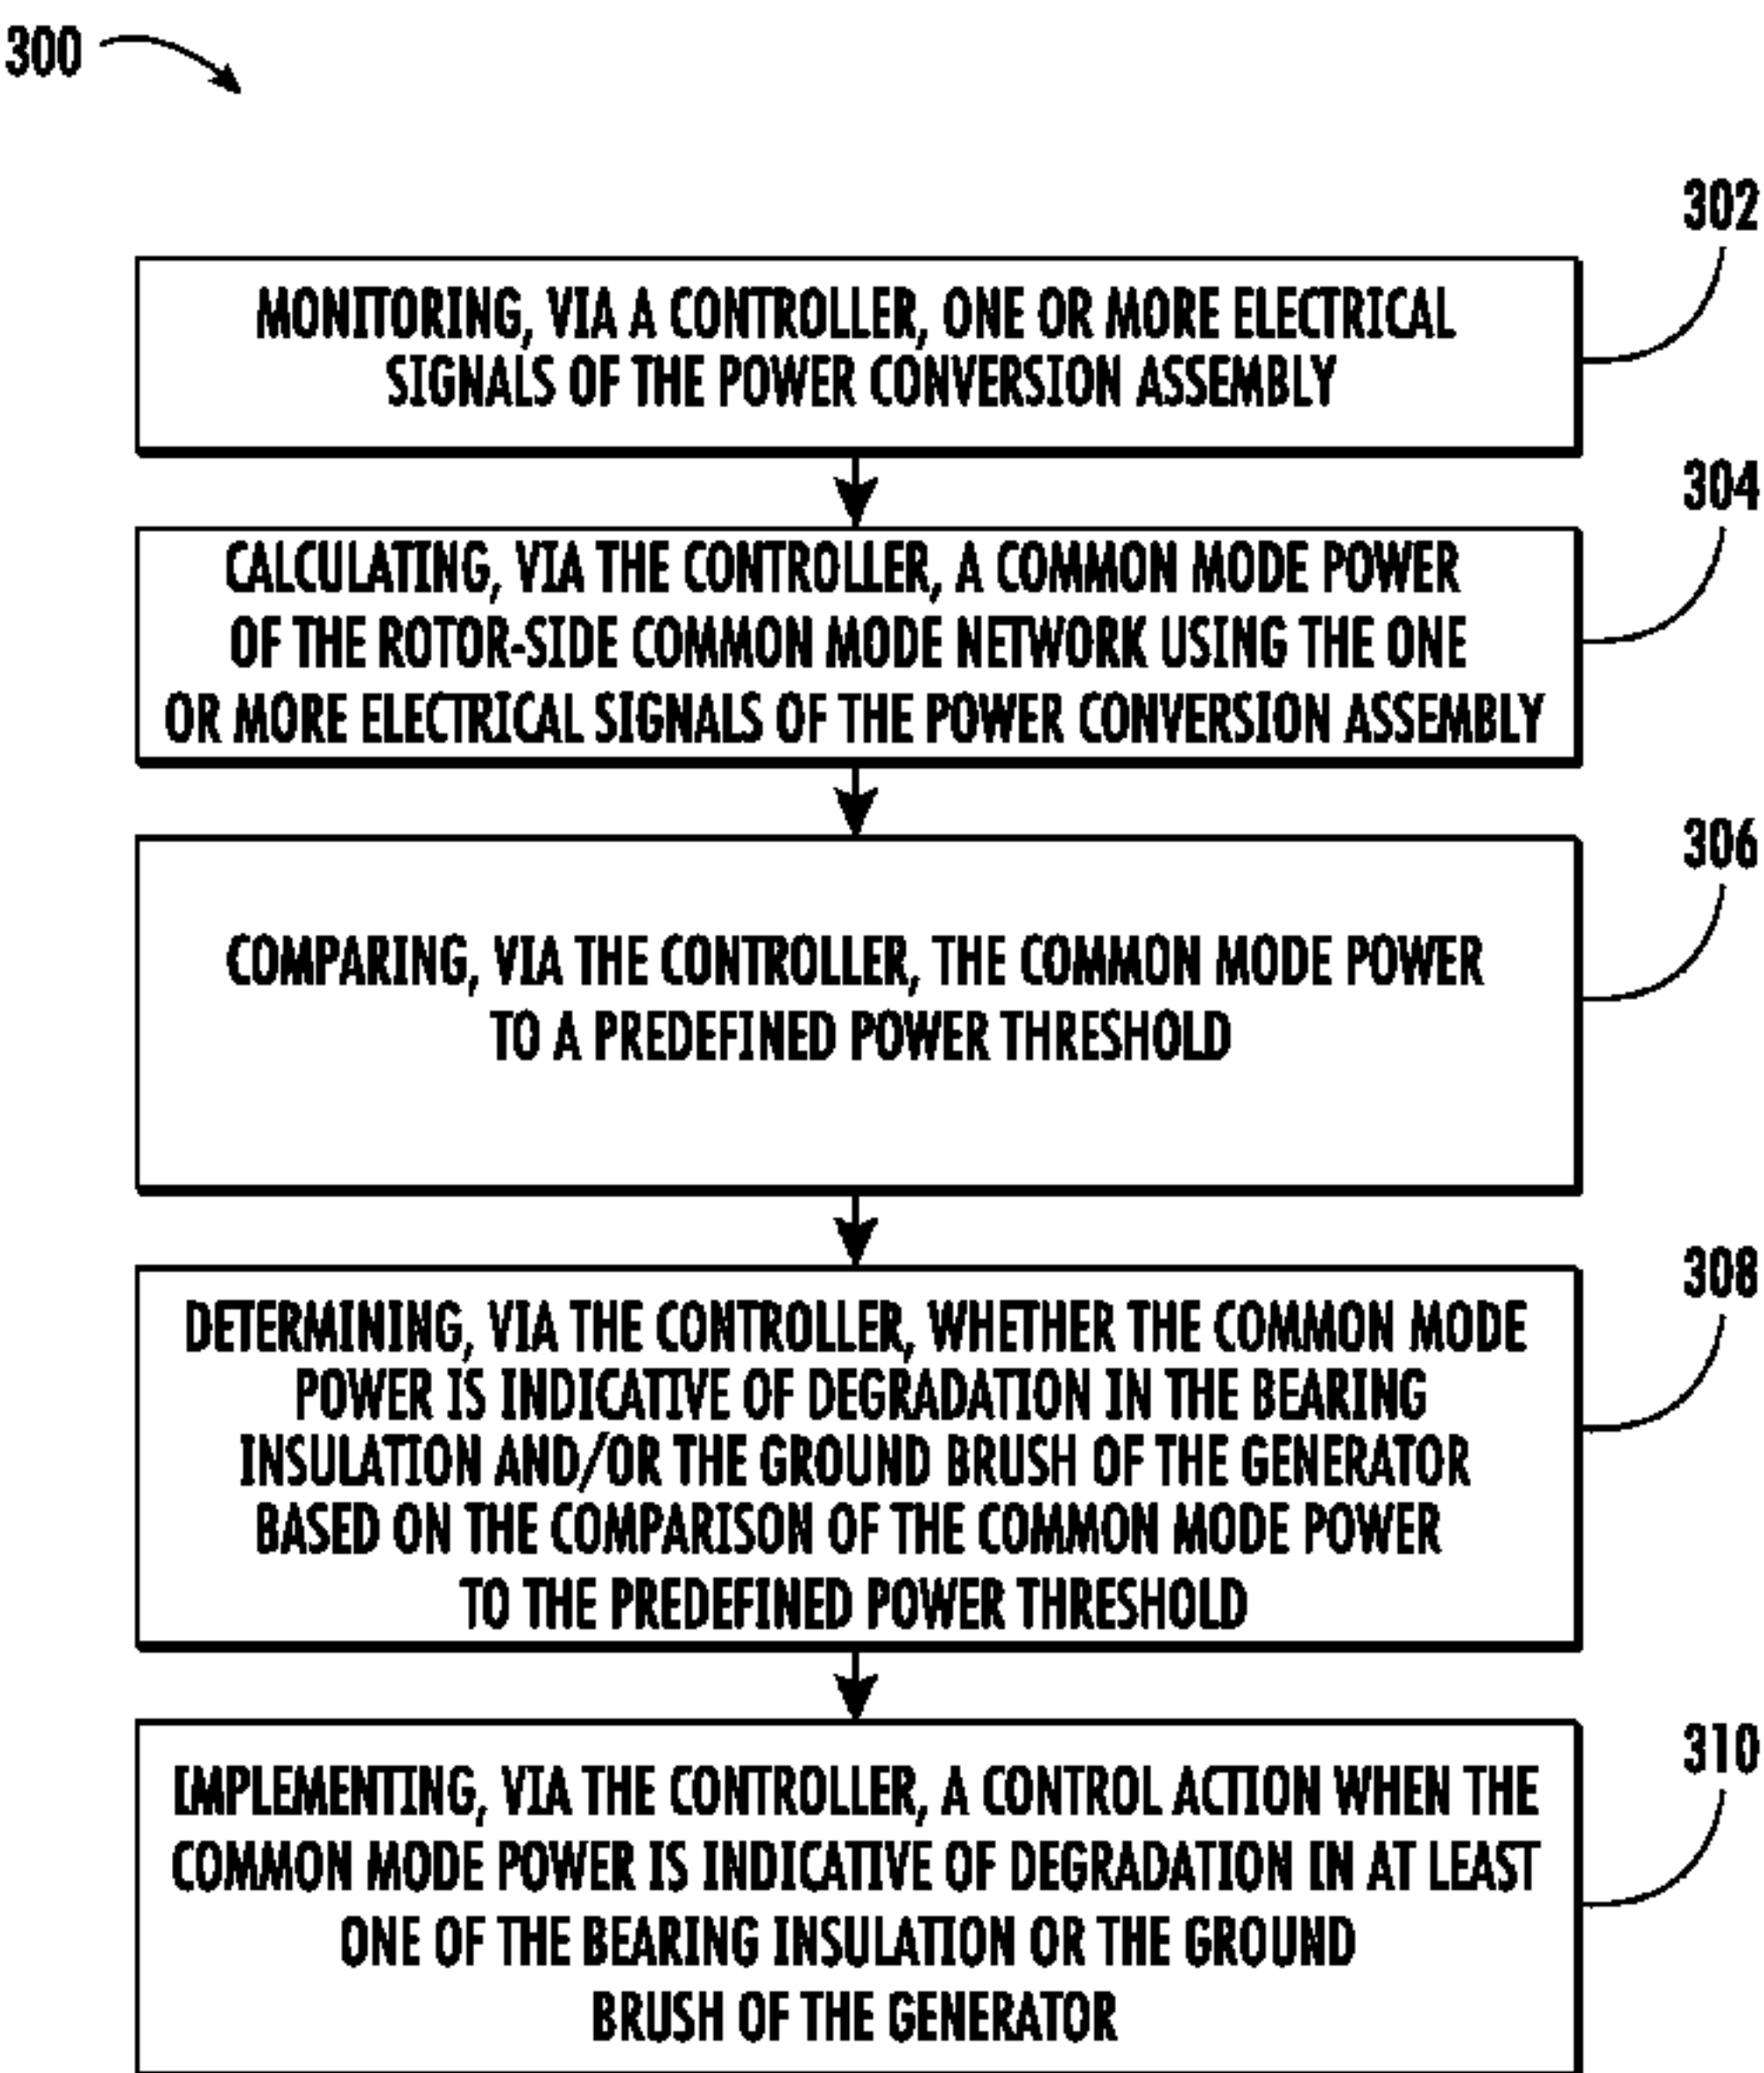 300
302
MONITORING, VIA A CONTROLLER, ONE OR MORE ELECTRICAL
SIGNALS OF THE POWER CONVERSION ASSEMBLY
304
CALCULATING, VIA THE CONTROLLER, A COMMON MODE POWER
OF THE ROTOR-SIDE COMMON MODE NETWORK USING THE ONE
OR MORE ELECTRICAL SIGNALS OF THE POWER CONVERSION ASSEMBLY
306
COMPARING, VIA THE CONTROLLER, THE COMMON MODE POWER
TO A PREDEFINED POWER THRESHOLD
308
DETERMINING, VIA THE CONTROLLER, WHETHER THE COMMON MODE
POWER IS INDICATIVE OF DEGRADATION IN THE BEARING
INSULATION AND/OR THE GROUND BRUSH OF THE GENERATOR
BASED ON THE COMPARISON OF THE COMMON MODE POWER
TO THE PREDEFINED POWER THRESHOLD
310
IMPLEMENTING, VIA THE CONTROLLER, A CONTROL ACTION WHEN THE
COMMON MODE POWER IS INDICATIVE OF DEGRADATION IN AT LEAST
ONE OF THE BEARING INSULATION OR THE GROUND
BRUSH OF THE GENERATOR